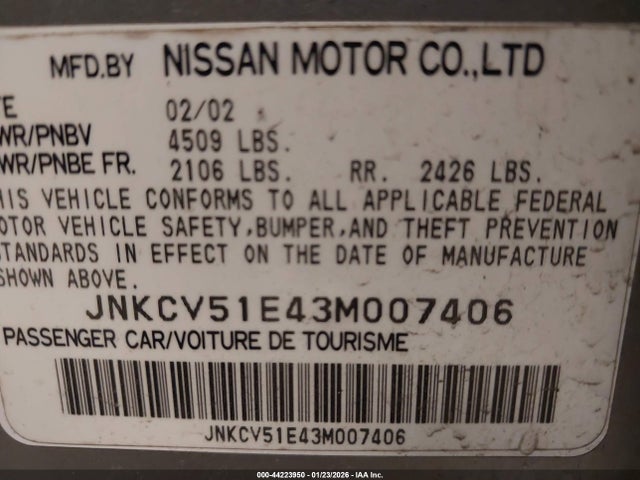 MFD.BY NISSAN MOTOR CO.,LTD
TE 02/02
WR/PNBV 4509 LBS.
WR/PNBE FR. 2106 LBS. RR. 2426 LBS.
HIS VEHICLE CONFORMS TO ALL APPLICABLE FEDERAL
OTOR VEHICLE SAFETY,BUMPER,AND THEFT PREVENTION
STANDARDS IN EFFECT ON THE DATE OF MANUFACTURE
SHOWN ABOVE.
JNKCV51E43M007406
PASSENGER CAR/VOITURE DE TOURISME
JNKCV51E43M007406
000-44223950 - 01/23/2026 - IAA Inc.